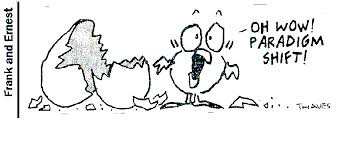 Frank and Ernest
OH WOW!
PARADIGM
SHIFT!
THAVES